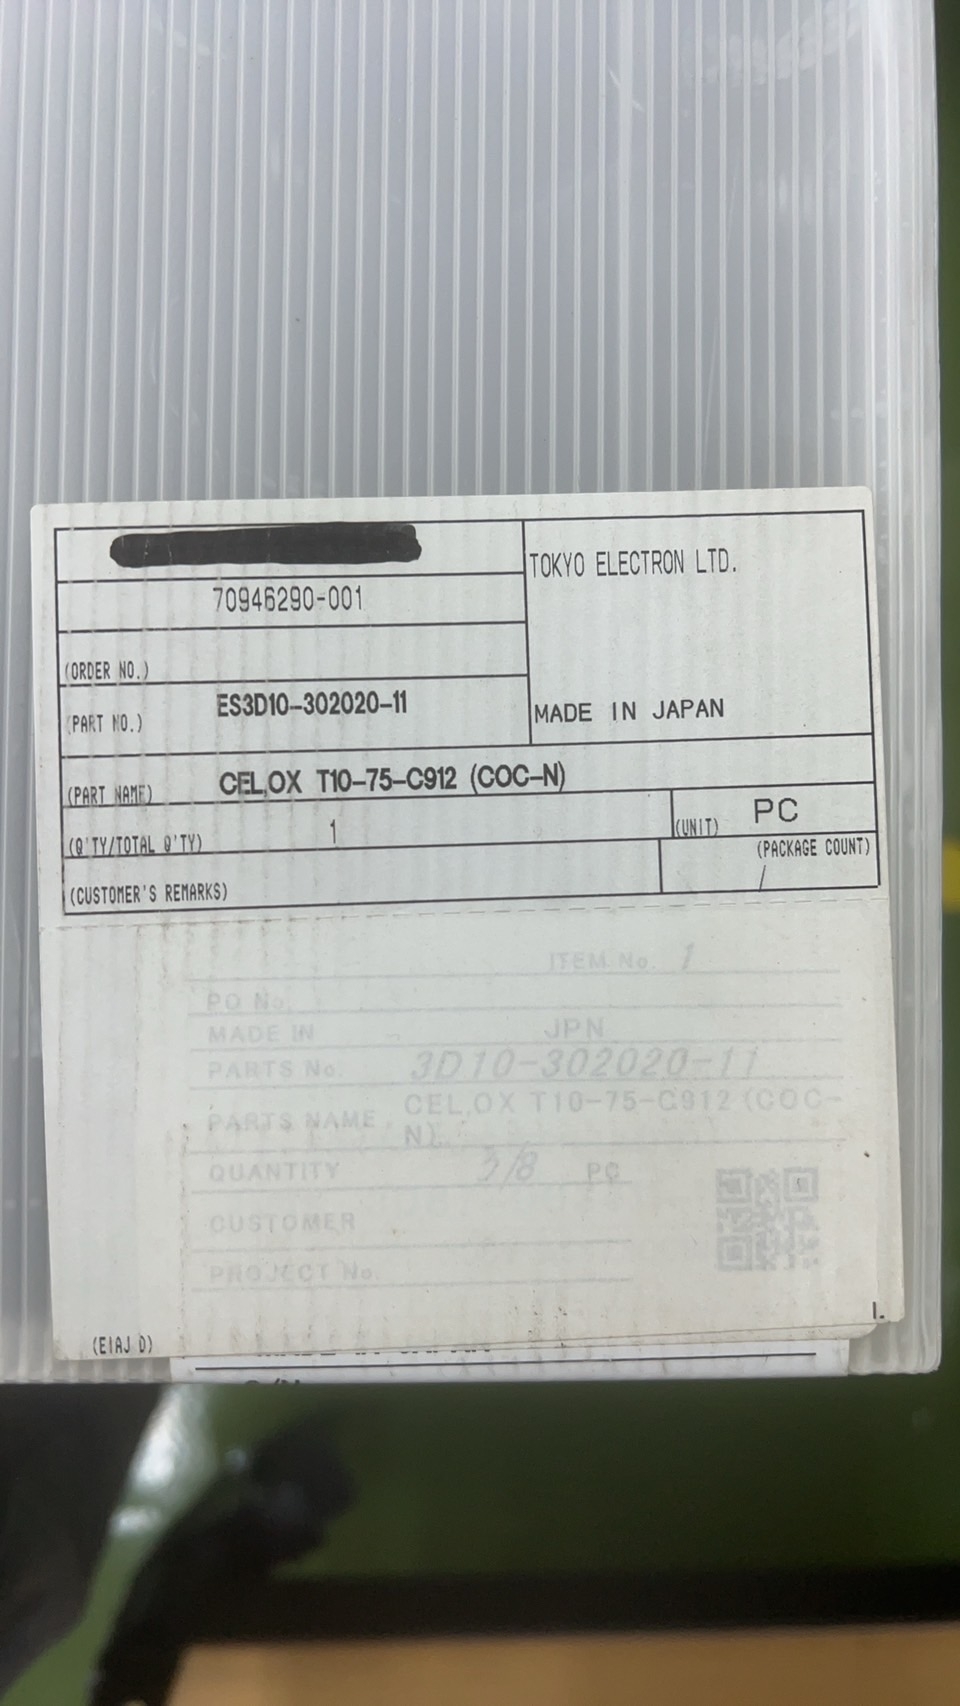 TOKYO ELECTRON LTD.
70946290-001
(ORDER NO.)
(PART NO.) ES3D10-302020-11
MADE IN JAPAN
(PART NAME) CEL,OX T10-75-C912 (COC-N)
(Q'TY/TOTAL Q'TY) 1
(UNIT) PC
(PACKAGE COUNT)
/
(CUSTOMER'S REMARKS)
ITEM No. 1
PO No.
MADE IN JPN
PARTS No. 3D10-302020-11
PARTS NAME CEL,OX T10-75-C912 (COC-
N)
QUANTITY 3/8 PC
CUSTOMER
PROJECT No.
(EIAJ D)